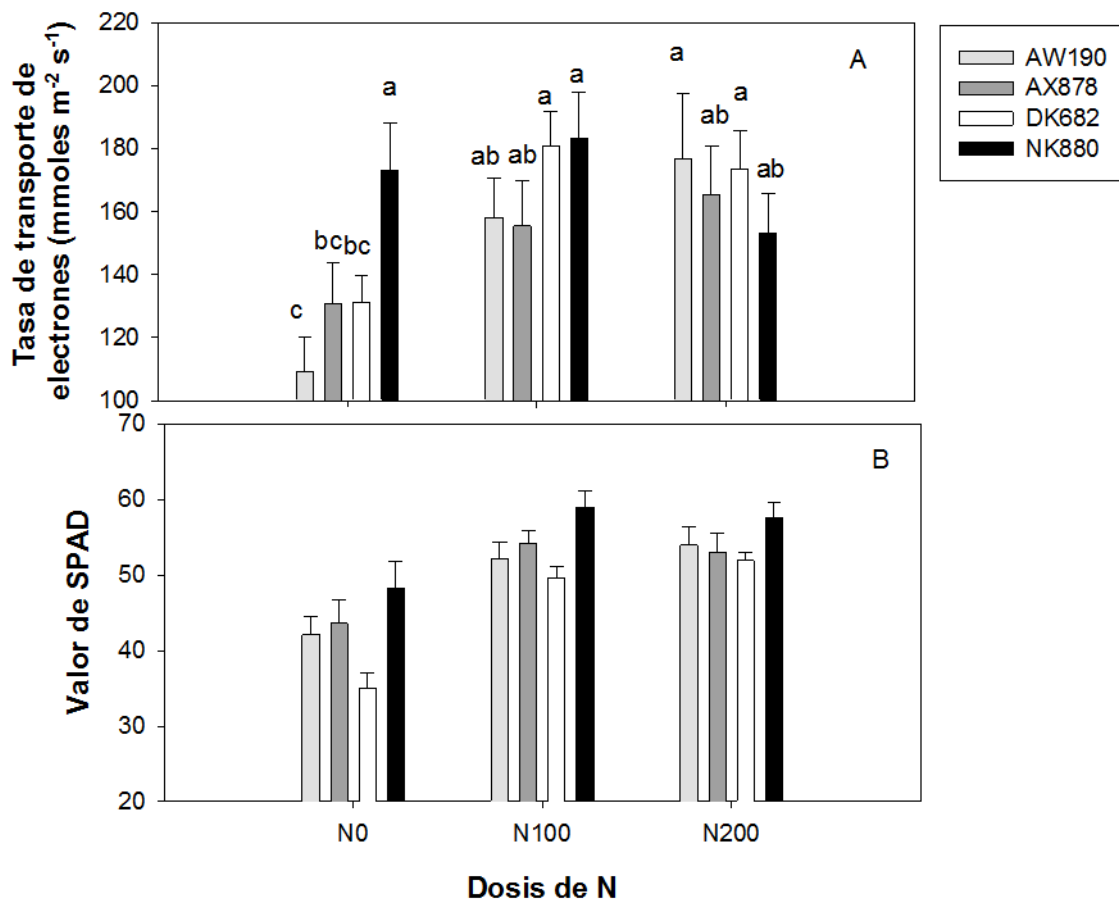 Tasa de transporte de
electrones (mmoles m⁻² s⁻¹)
220
200
180
160
140
120
100
A
c
bc
bc
a
ab
ab
a
a
a
ab
a
ab
AW190
AX878
DK682
NK880
Valor de SPAD
70
60
50
40
30
20
B
N0
N100
N200
Dosis de N